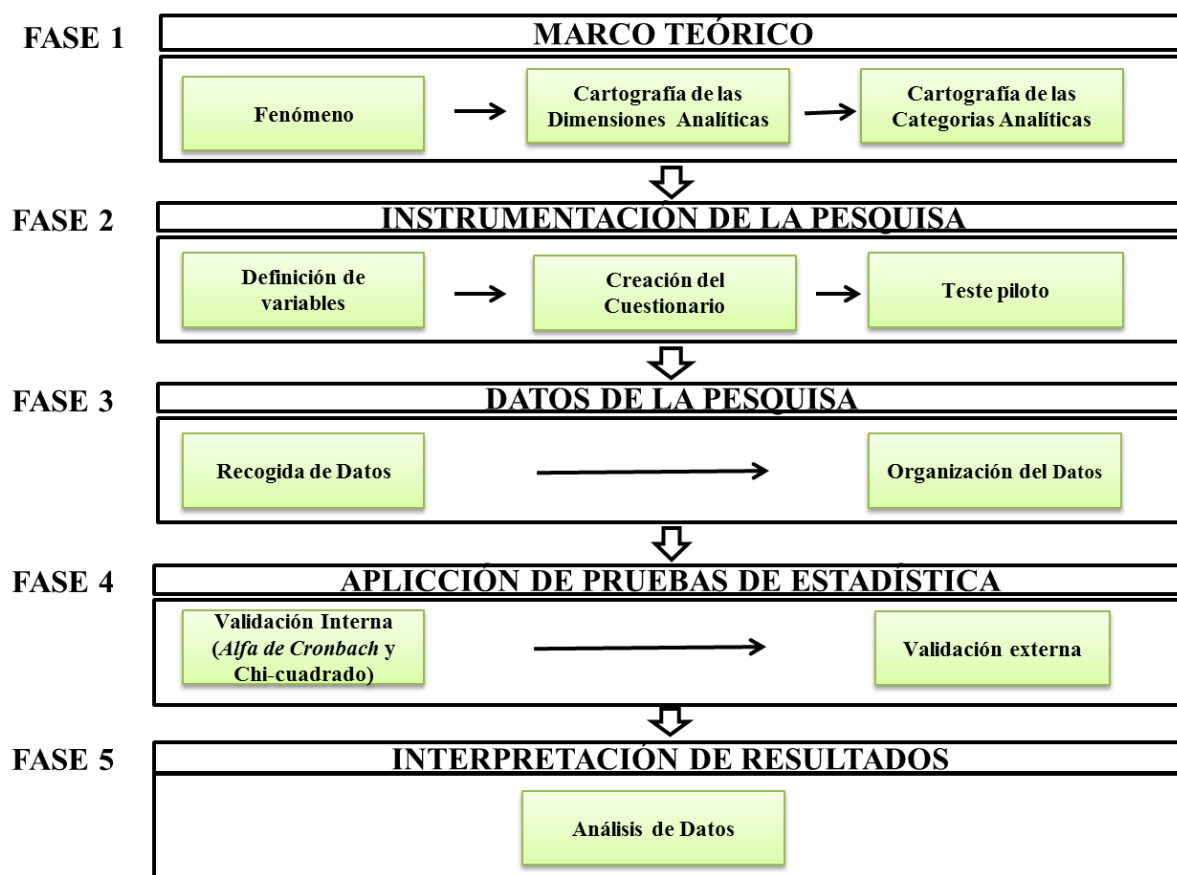 FASE 1
MARCO TEÓRICO
Fenómeno
Cartografía de las
Dimensiones Analíticas
Cartografía de las
Categorias Analíticas
FASE 2
INSTRUMENTACIÓN DE LA PESQUISA
Definición de
variables
Creación del
Cuestionario
Teste piloto
FASE 3
DATOS DE LA PESQUISA
Recogida de Datos
Organización del Datos
FASE 4
APLICCIÓN DE PRUEBAS DE ESTADÍSTICA
Validación Interna
(Alfa de Cronbach y
Chi-cuadrado)
Validación externa
FASE 5
INTERPRETACIÓN DE RESULTADOS
Análisis de Datos